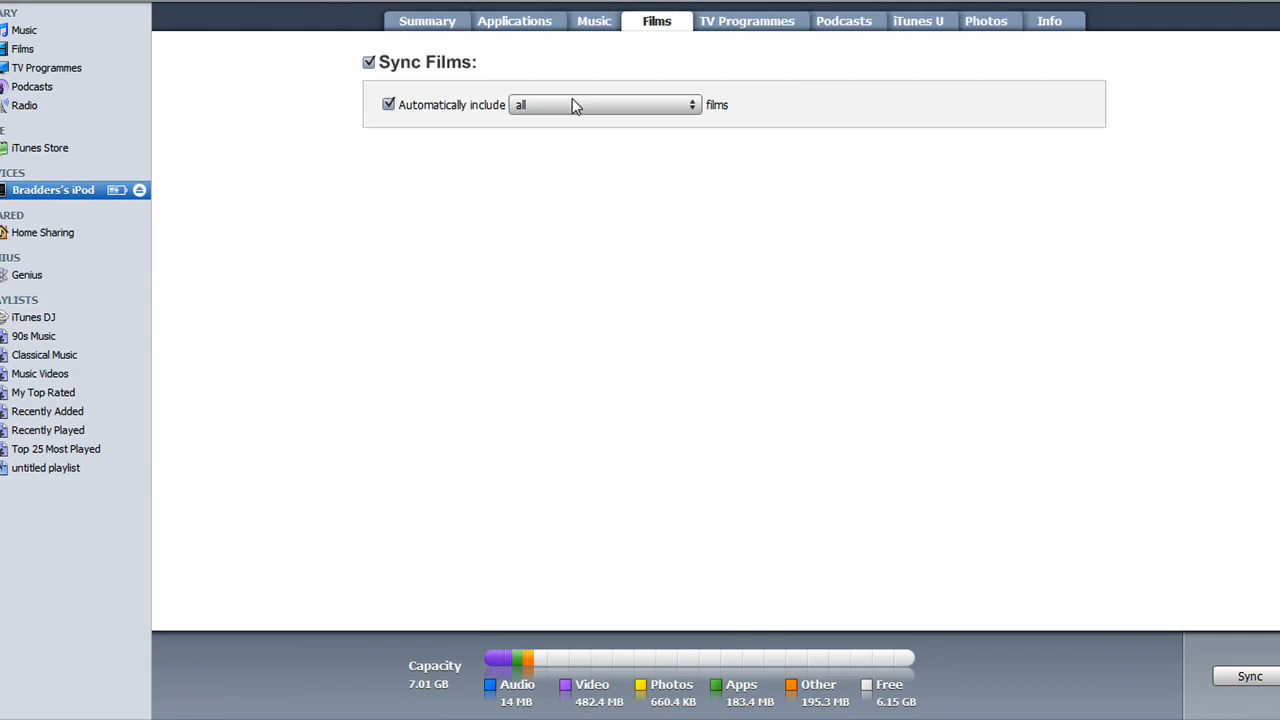 Summary Applications Music Films TV Programmes Podcasts iTunes U Photos Info
ARY
Music
Films
TV Programmes
Podcasts
Radio
E
iTunes Store
ICES
Bradders's iPod
ARED
Home Sharing
IUS
Genius
AYLISTS
iTunes DJ
90s Music
Classical Music
Music Videos
My Top Rated
Recently Added
Recently Played
Top 25 Most Played
untitled playlist
Sync Films:
Automatically include all films
Capacity
7.01 GB
Audio Video Photos Apps Other Free
14 MB 482.4 MB 660.4 KB 183.4 MB 195.3 MB 6.15 GB
Sync